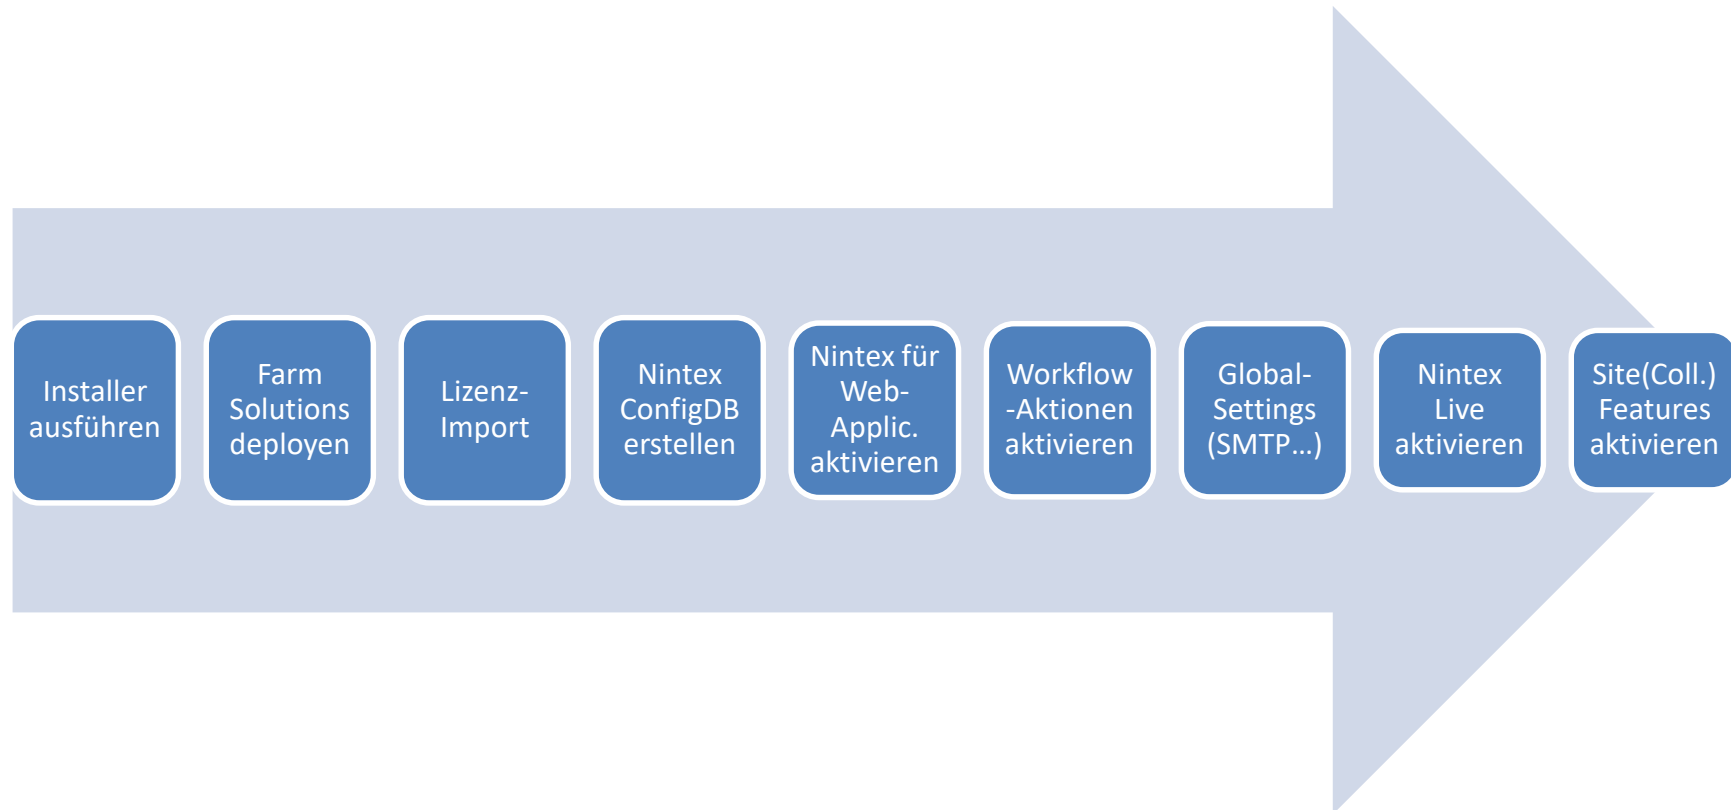 Installer
ausführen
Farm
Solutions
deployen
Lizenz-
Import
Nintex
ConfigDB
erstellen
Nintex für
Web-
Applic.
aktivieren
Workflow
-Aktionen
aktivieren
Global-
Settings
(SMTP...)
Nintex
Live
aktivieren
Site(Coll.)
Features
aktivieren